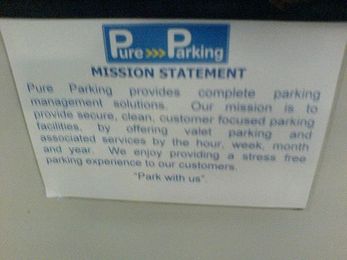 Pure >>> Parking
MISSION STATEMENT
Pure Parking provides complete parking
management solutions. Our mission is to
provide secure, clean, customer focused parking
facilities, by offering valet parking and
associated services by the hour, week, month
and year. We enjoy providing a stress free
parking experience to our customers.
"Park with us"